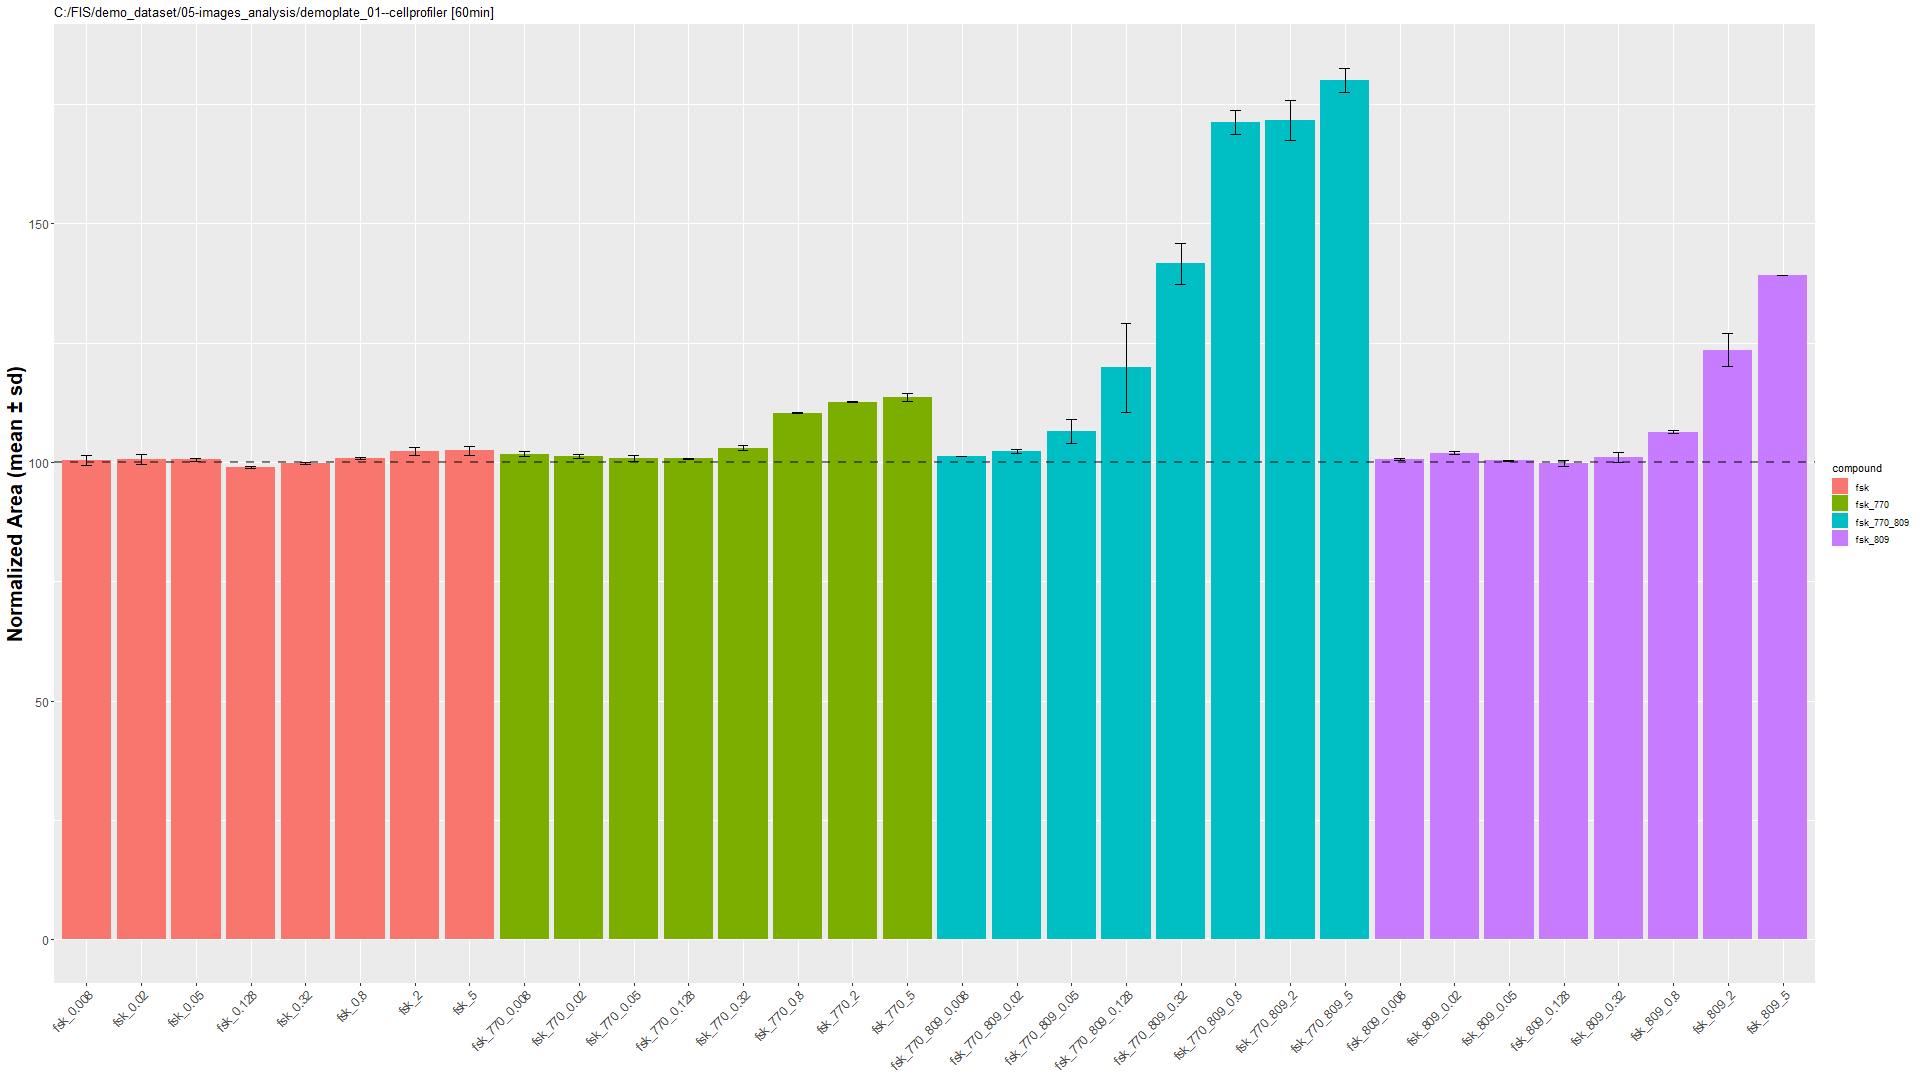 C:/FIS/demo_dataset/05-images_analysis/demoplate_01--cellprofiler [60min]
Normalized Area (mean ± sd)
150
100
50
0
fsk_0.008
fsk_0.02
fsk_0.05
fsk_0.128
fsk_0.32
fsk_0.8
fsk_2
fsk_5
fsk_770_0.008
fsk_770_0.02
fsk_770_0.05
fsk_770_0.128
fsk_770_0.32
fsk_770_0.8
fsk_770_2
fsk_770_5
fsk_770_809_0.008
fsk_770_809_0.02
fsk_770_809_0.05
fsk_770_809_0.128
fsk_770_809_0.32
fsk_770_809_0.8
fsk_770_809_2
fsk_770_809_5
fsk_809_0.008
fsk_809_0.02
fsk_809_0.05
fsk_809_0.128
fsk_809_0.32
fsk_809_0.8
fsk_809_2
fsk_809_5
compound
fsk
fsk_770
fsk_770_809
fsk_809